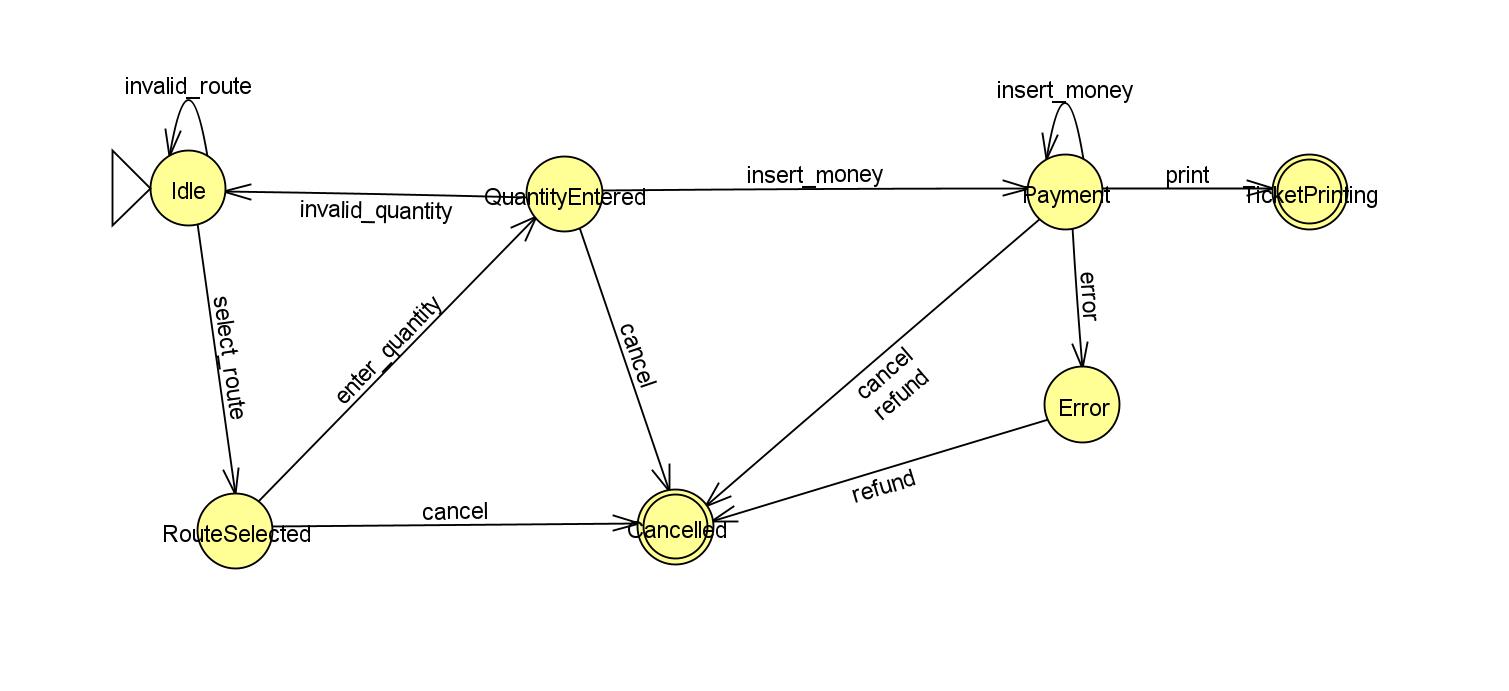 invalid_route
insert_money
Idle
invalid_quantity
QuantityEntered
insert_money
Payment
print
TicketPrinting
select_route
enter_quantity
cancel
cancel
refund
error
Error
refund
RouteSelected
cancel
Cancelled